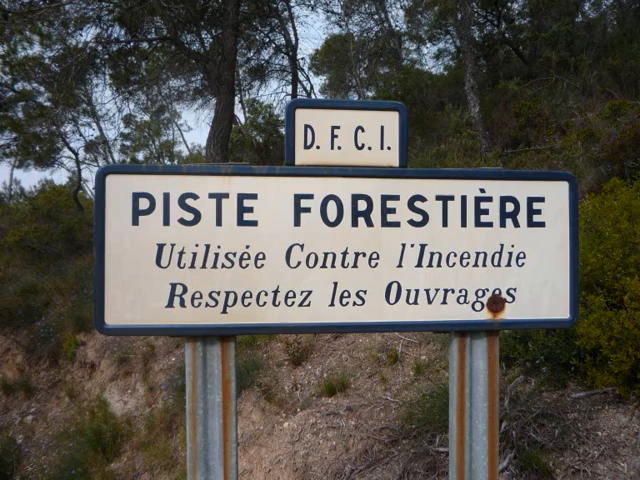 D. F. C. I.
PISTE FORESTIÈRE
Utilisée Contre l'Incendie
Respectez les Ouvrages